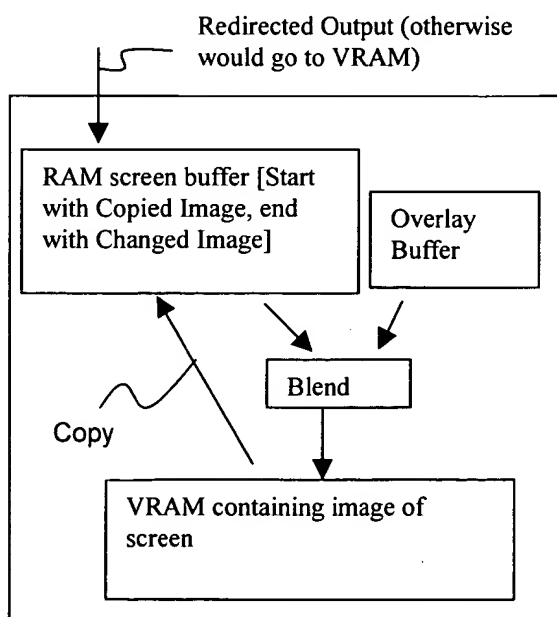 Redirected Output (otherwise
would go to VRAM)
RAM screen buffer [Start
with Copied Image, end
with Changed Image]
Overlay
Buffer
Blend
Copy
VRAM containing image of
screen